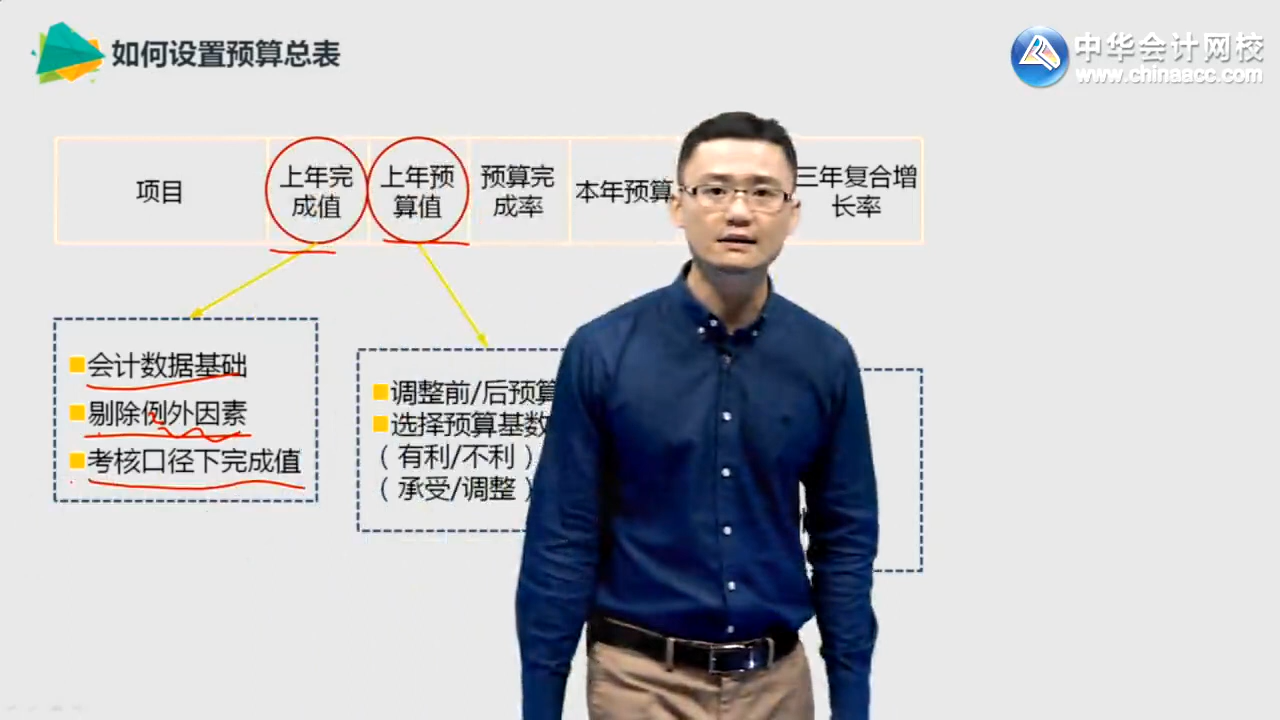 如何设置预算总表
中华会计网校
www.chinaacc.com
项目
上年完
成值
上年预
算值
预算完
成率
本年预算
三年复合增
长率
会计数据基础
剔除例外因素
考核口径下完成值
调整前/后预算
选择预算基数
（有利/不利）
（承受/调整）